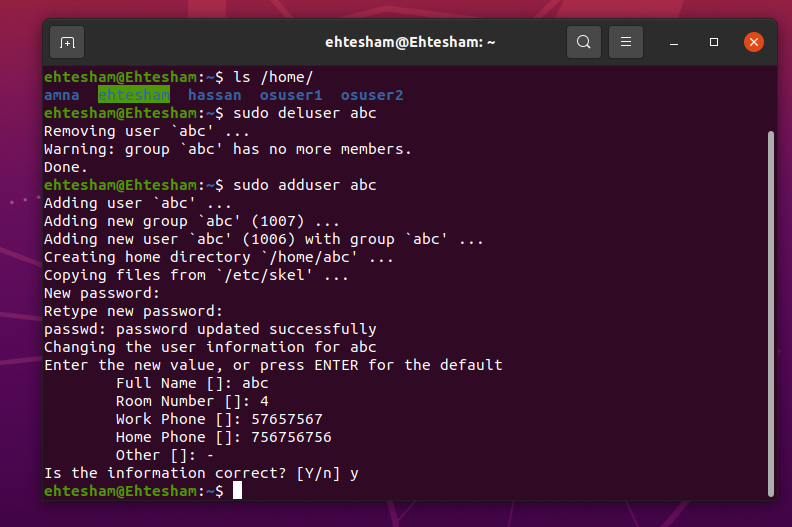 ehtesham@Ehtesham: ~
ehtesham@Ehtesham:~$ ls /home/
amna  ehtesham  hassan  osuser1  osuser2
ehtesham@Ehtesham:~$ sudo deluser abc
Removing user `abc' ...
Warning: group `abc' has no more members.
Done.
ehtesham@Ehtesham:~$ sudo adduser abc
Adding user `abc' ...
Adding new group `abc' (1007) ...
Adding new user `abc' (1006) with group `abc' ...
Creating home directory `/home/abc' ...
Copying files from `/etc/skel' ...
New password:
Retype new password:
passwd: password updated successfully
Changing the user information for abc
Enter the new value, or press ENTER for the default
        Full Name []: abc
        Room Number []: 4
        Work Phone []: 57657567
        Home Phone []: 756756756
        Other []: -
Is the information correct? [Y/n] y
ehtesham@Ehtesham:~$